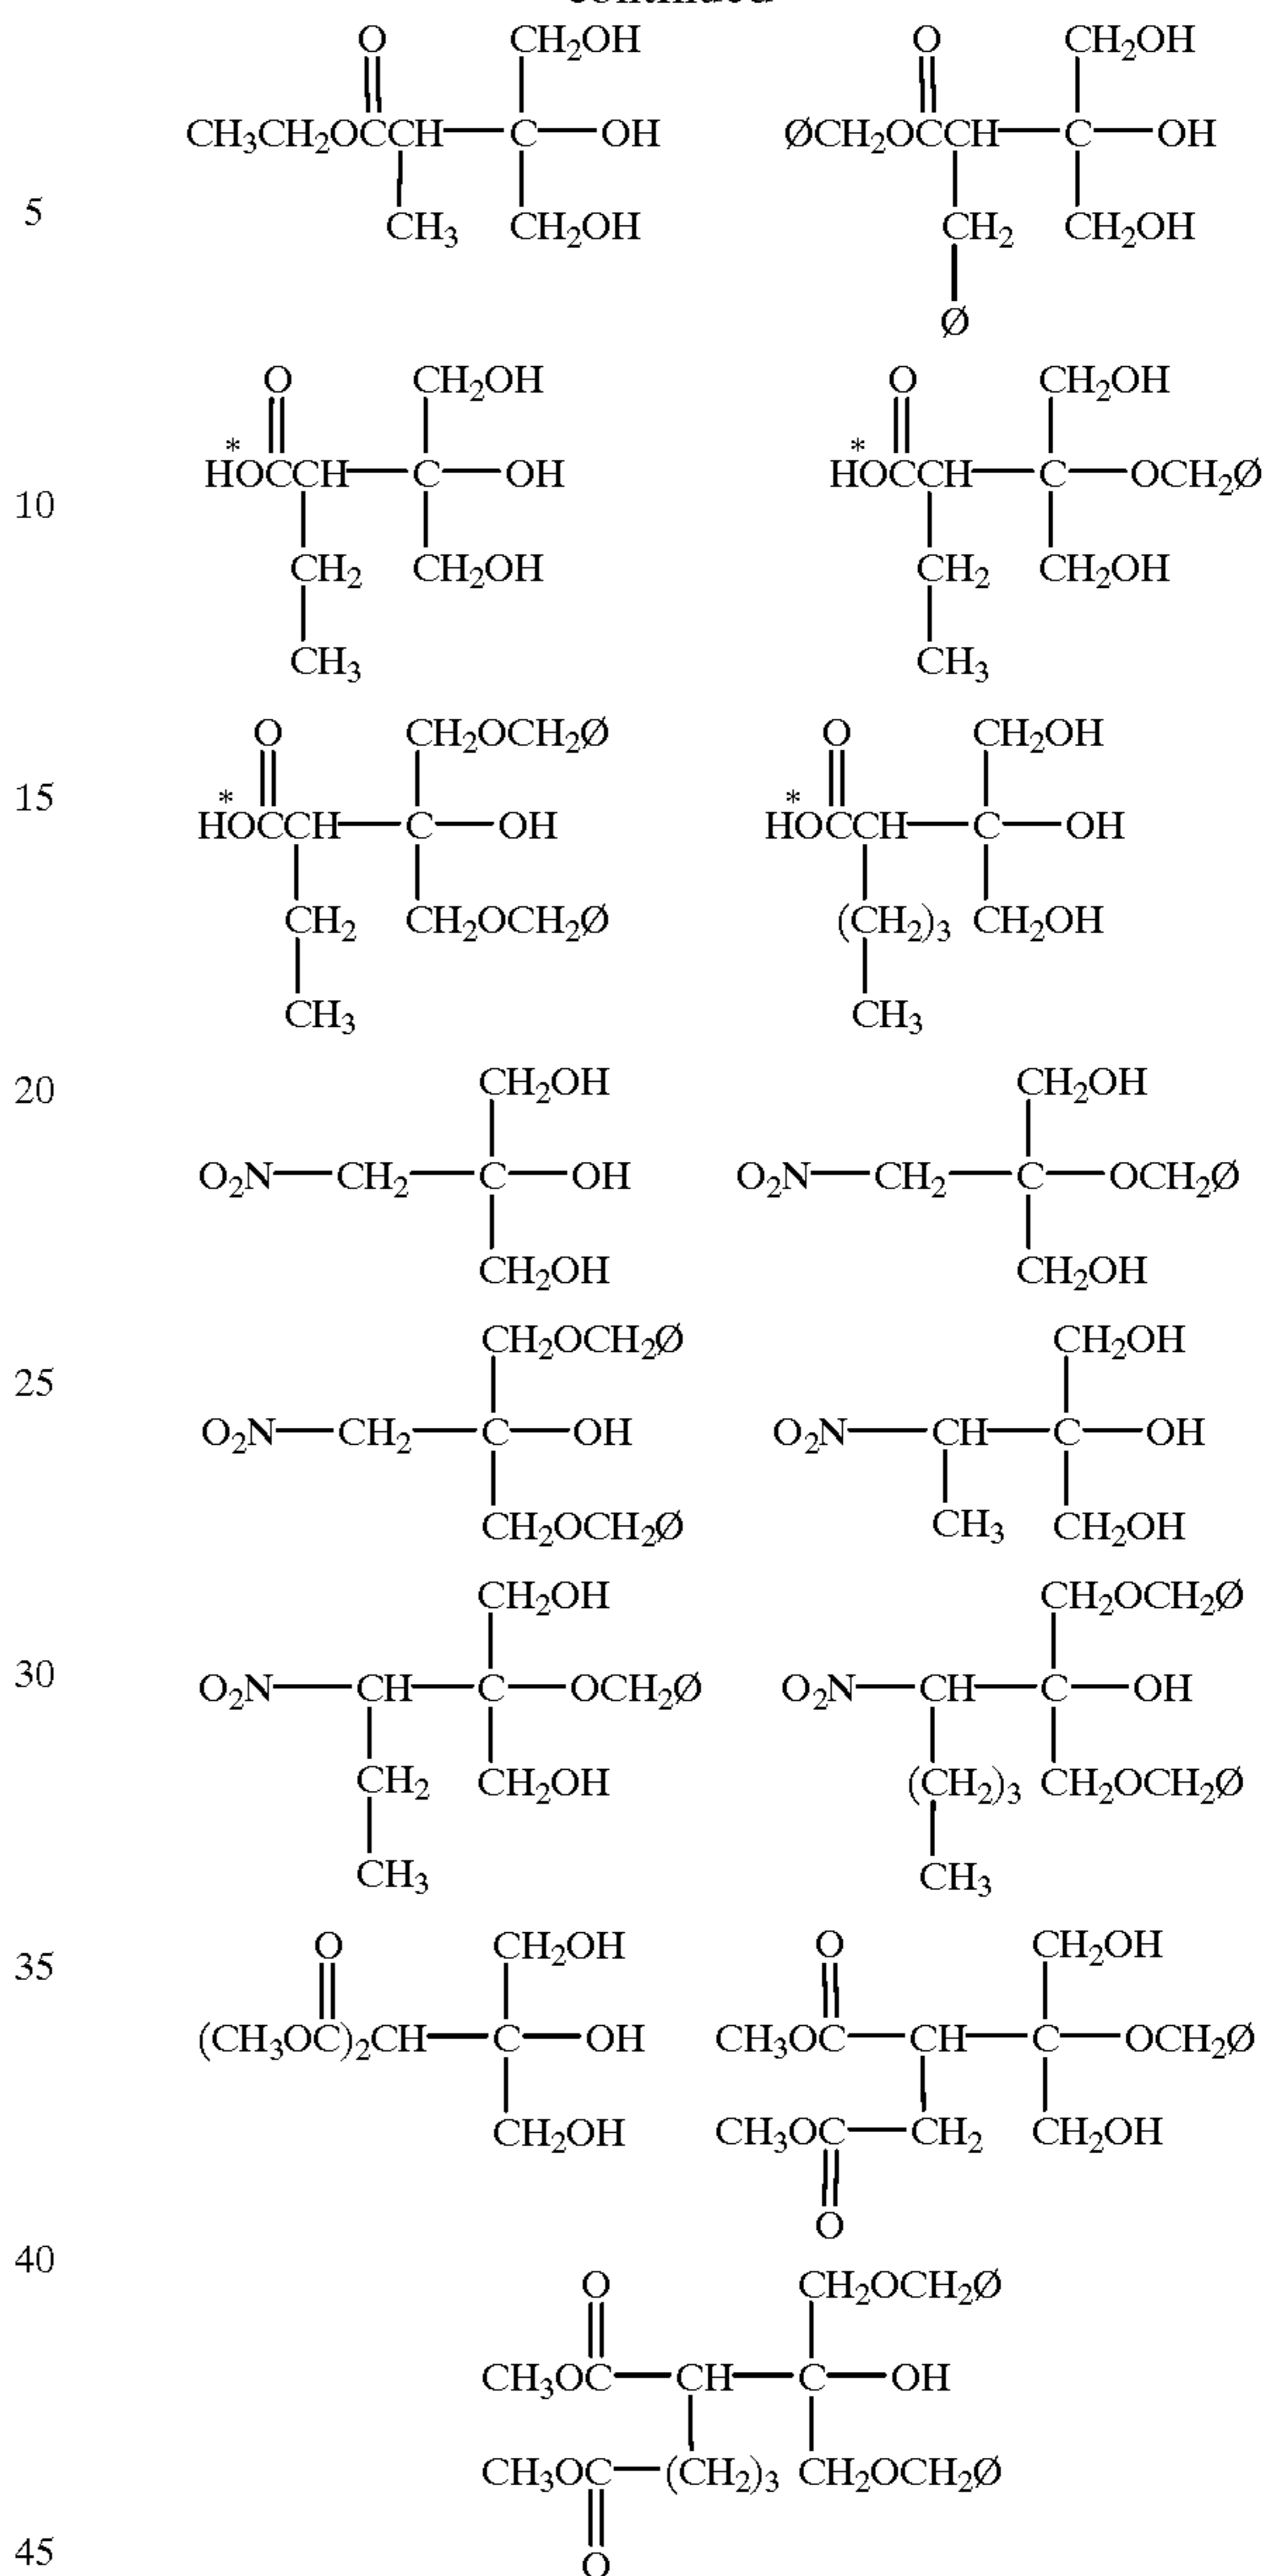 O CH2OH O CH2OH
CH3CH2OCCH C OH ØCH2OCCH C OH
5
CH3 CH2OH CH2 CH2OH
Ø
O CH2OH O CH2OH
* *
HOCCH C OH HOCCH C OCH2Ø
10
CH2 CH2OH CH2 CH2OH
CH3 CH3
O CH2OCH2Ø O CH2OH
15
* *
HOCCH C OH HOCCH C OH
CH2 CH2OCH2Ø (CH2)3 CH2OH
CH3 CH3
20
CH2OH CH2OH
O2N CH2 C OH O2N CH2 C OCH2Ø
CH2OH CH2OH
CH2OCH2Ø CH2OH
25
O2N CH2 C OH O2N CH C OH
CH2OCH2Ø CH3 CH2OH
CH2OH CH2OCH2Ø
30
O2N CH C OCH2Ø O2N CH C OH
CH2 CH2OH (CH2)3 CH2OCH2Ø
CH3 CH3
O CH2OH O CH2OH
35
(CH3OC)2CH C OH CH3OC CH C OCH2Ø
CH2OH CH3OC CH2 CH2OH
O
40
O CH2OCH2Ø
CH3OC CH C OH
CH3OC (CH2)3 CH2OCH2Ø
45
O